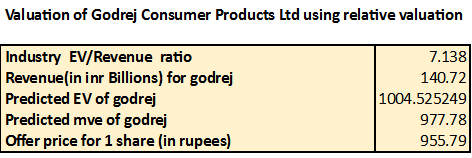 Valuation of Godrej Consumer Products Ltd using relative valuation
Industry EV/Revenue ratio 7.138
Revenue(in inr Billions) for godrej 140.72
Predicted EV of godrej 1004.525249
Predicted mve of godrej 977.78
Offer price for 1 share (in rupees) 955.79